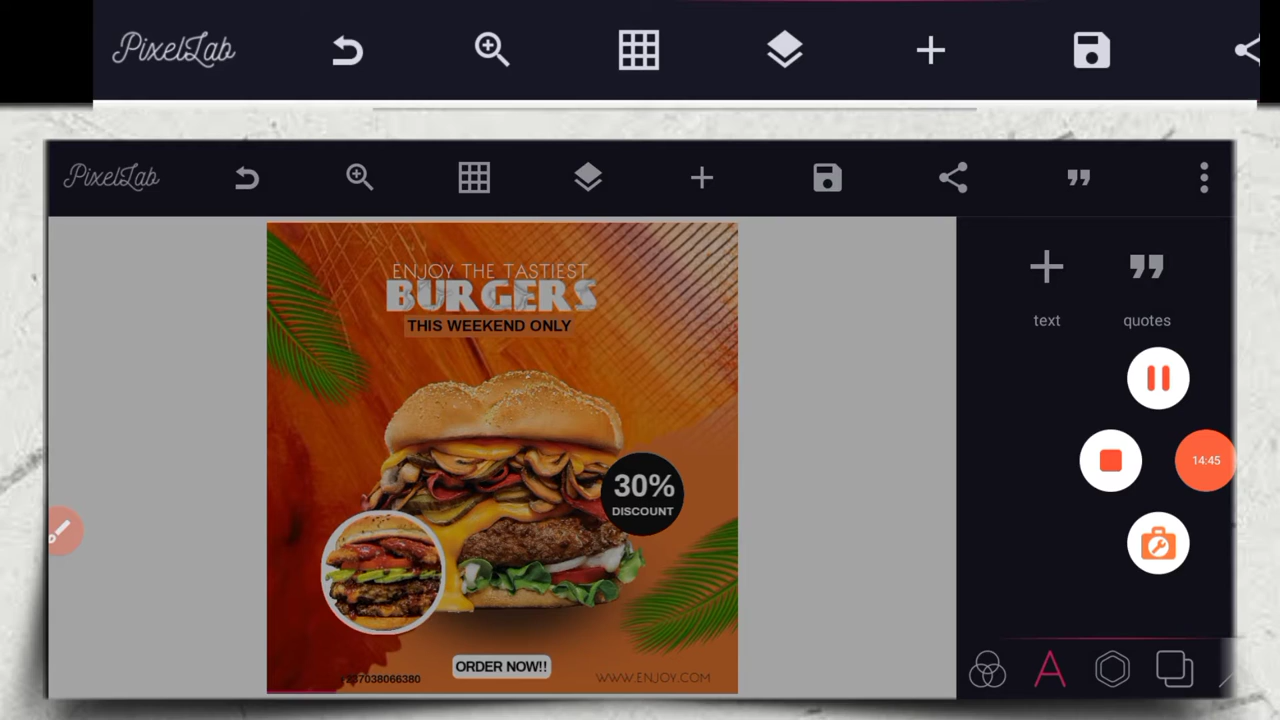 PixelLab
PixelLab
text
quotes
14:45
ENJOY THE TASTIEST
BURGERS
THIS WEEKEND ONLY
30%
DISCOUNT
ORDER NOW!!
WWW.ENJOY.COM